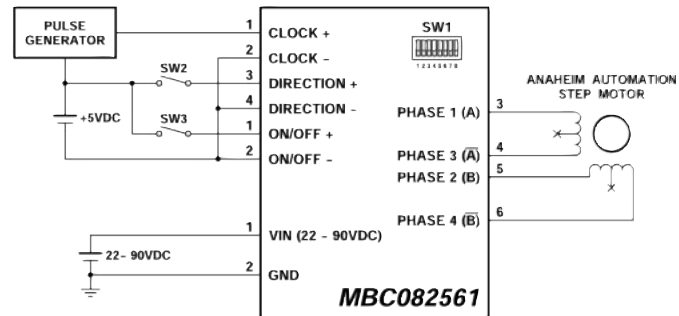 PULSE
GENERATOR
+5VDC
SW2
SW3
22- 90VDC
1 CLOCK +
2 CLOCK -
3 DIRECTION +
4 DIRECTION -
1 ON/OFF +
2 ON/OFF -
1 VIN (22 - 90VDC)
2 GND
SW1
1 2 3 4 5 6 7 8
PHASE 1 (A) 3
PHASE 3 (A̅) 4
PHASE 2 (B) 5
PHASE 4 (B̅) 6
MBC082561
ANAHEIM AUTOMATION
STEP MOTOR